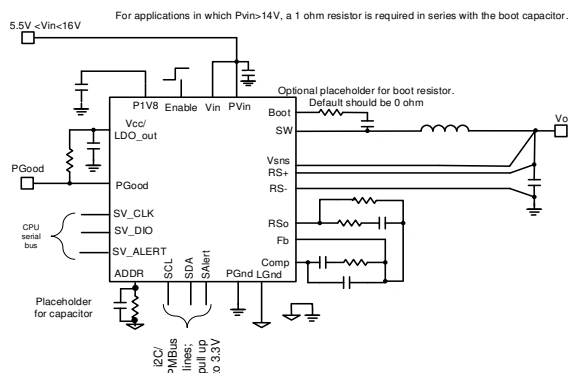 For applications in which Pvin>14V, a 1 ohm resistor is required in series with the boot capacitor.
5.5V <Vin<16V
P1V8
Enable
Vin
PVin
Optional placeholder for boot resistor.
Default should be 0 ohm
Boot
Vcc/
LDO_out
SW
Vo
Vsns
RS+
RS-
PGood
PGood
CPU
serial
bus
SV_CLK
SV_DIO
SV_ALERT
RSo
Fb
Comp
ADDR
SCL
SDA
SAlert
PGnd
LGnd
Placeholder
for capacitor
i2C/
PMBus
lines;
pull up
to 3.3V